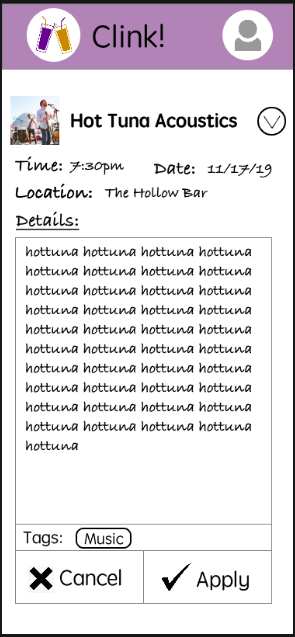 Clink!
Hot Tuna Acoustics
Time: 7:30pm Date: 11/17/19
Location: The Hollow Bar
Details:
hottuna hottuna hottuna hottuna
hottuna hottuna hottuna hottuna
hottuna hottuna hottuna hottuna
hottuna hottuna hottuna hottuna
hottuna hottuna hottuna hottuna
hottuna hottuna hottuna hottuna
hottuna hottuna hottuna hottuna
hottuna hottuna hottuna hottuna
hottuna hottuna hottuna hottuna
hottuna hottuna hottuna hottuna
hottuna
Tags: Music
Cancel Apply